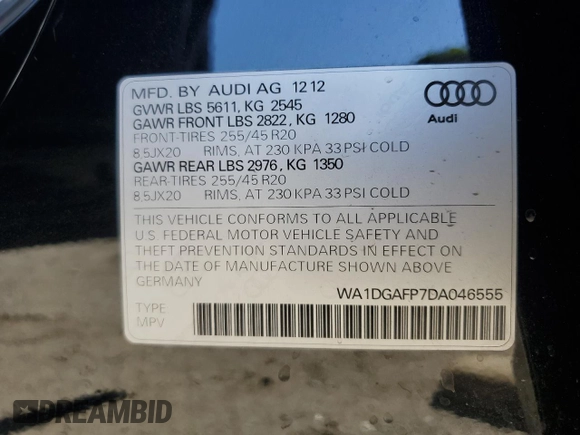 MFD. BY AUDI AG 12 12
GVWR LBS 5611, KG 2545
GAWR FRONT LBS 2822, KG 1280
FRONT-TIRES 255/45 R20
8,5JX20 RIMS, AT 230 KPA 33 PSI COLD
GAWR REAR LBS 2976, KG 1350
REAR-TIRES 255/45 R20
8,5JX20 RIMS, AT 230 KPA 33 PSI COLD
Audi
THIS VEHICLE CONFORMS TO ALL APPLICABLE
U.S. FEDERAL MOTOR VEHICLE SAFETY AND
THEFT PREVENTION STANDARDS IN EFFECT ON
THE DATE OF MANUFACTURE SHOWN ABOVE
GERMANY
WA1DGAFP7DA046555
TYPE
MPV
DREAMBID